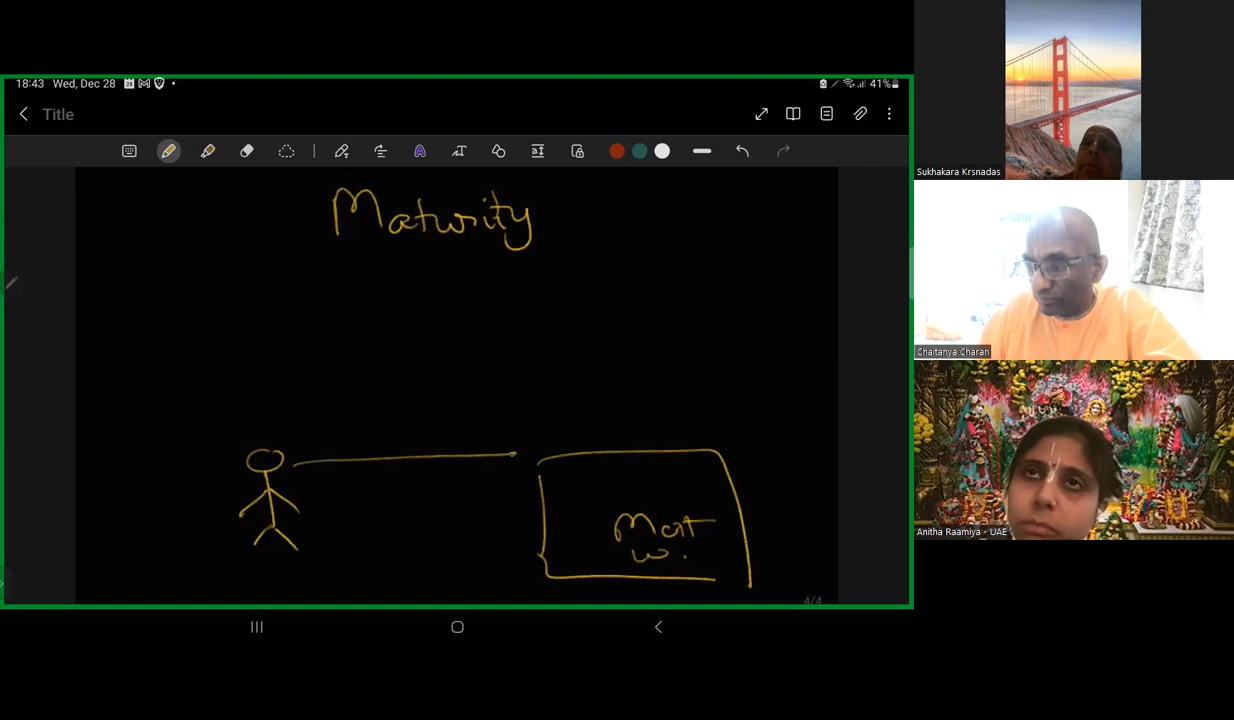 18:43 Wed, Dec 28
41%
Title
Maturity
Mat
w.
4/4
Sukhakara Krsnadas
Chaitanya Charan
Anitha Raamiya - UAE